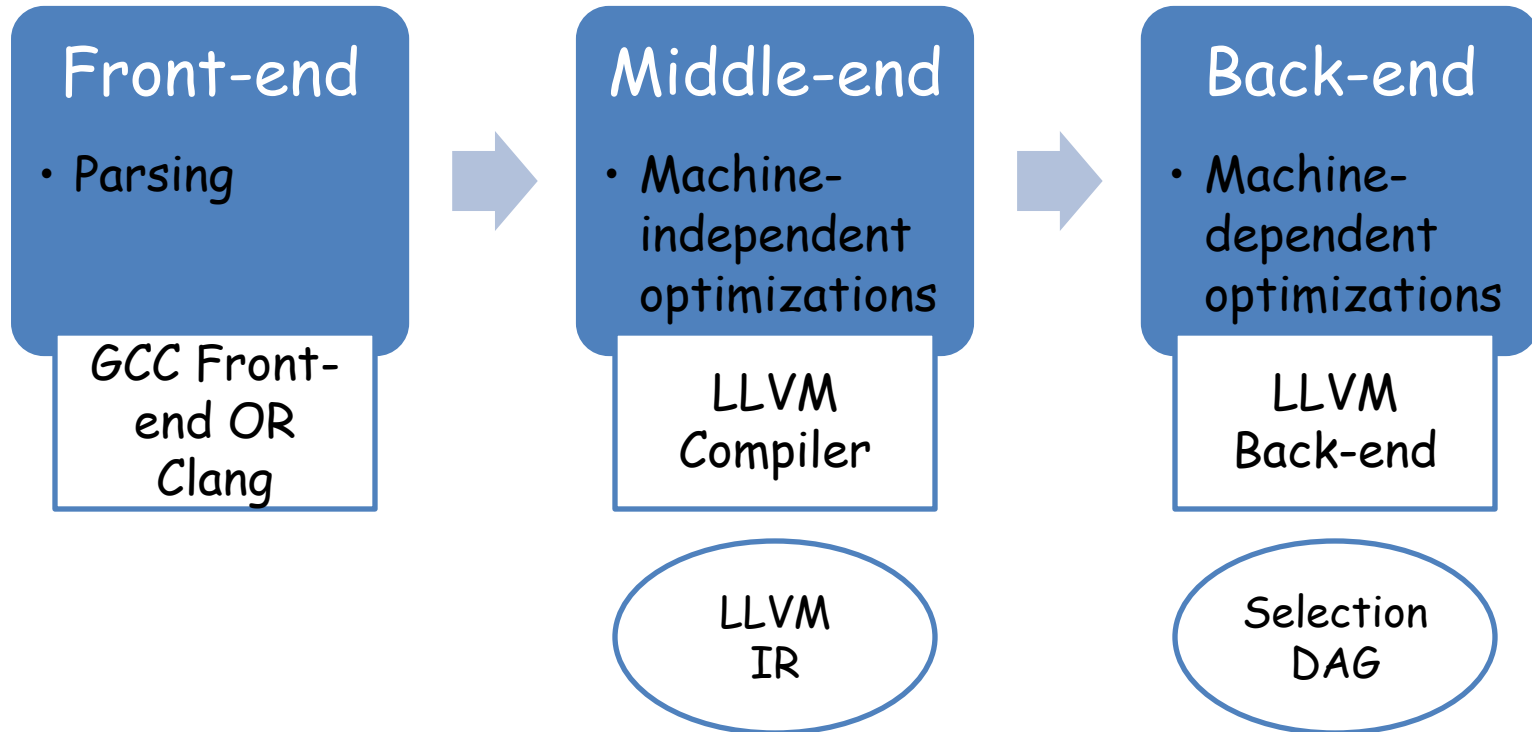 Front-end
• Parsing
GCC Front-
end OR
Clang
Middle-end
• Machine-
independent
optimizations
LLVM
Compiler
LLVM
IR
Back-end
• Machine-
dependent
optimizations
LLVM
Back-end
Selection
DAG